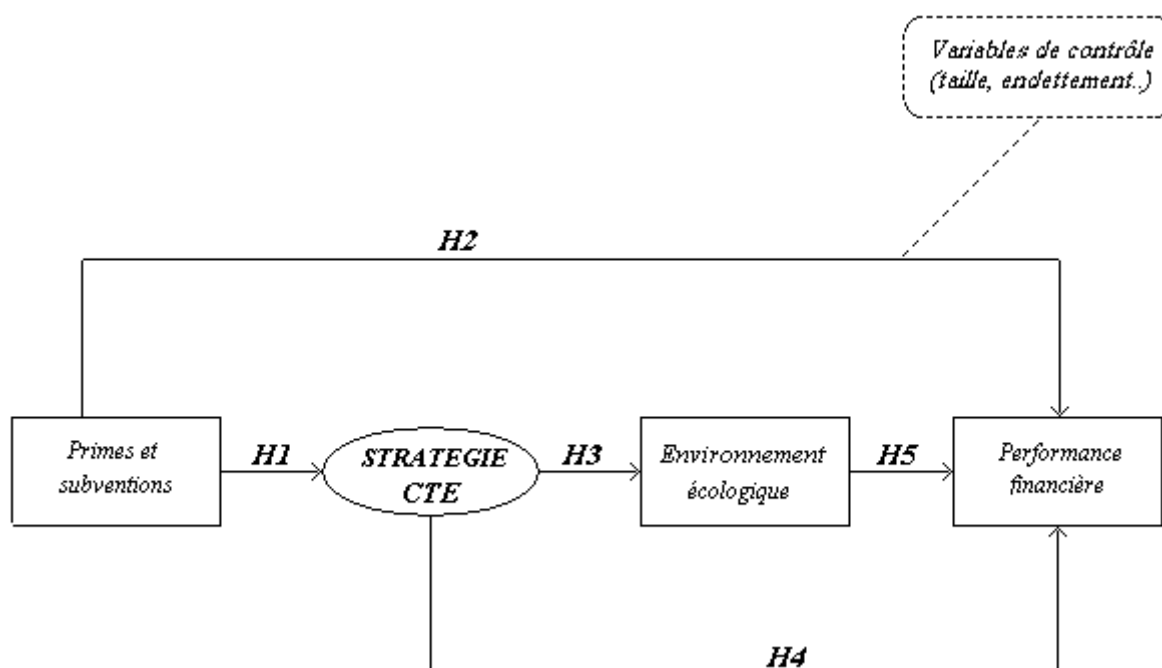 Variables de contrôle
(taille, endettement..)
H2
Primes et
subventions
H1
STRATEGIE
CTE
H3
Environnement
écologique
H5
Performance
financière
H4